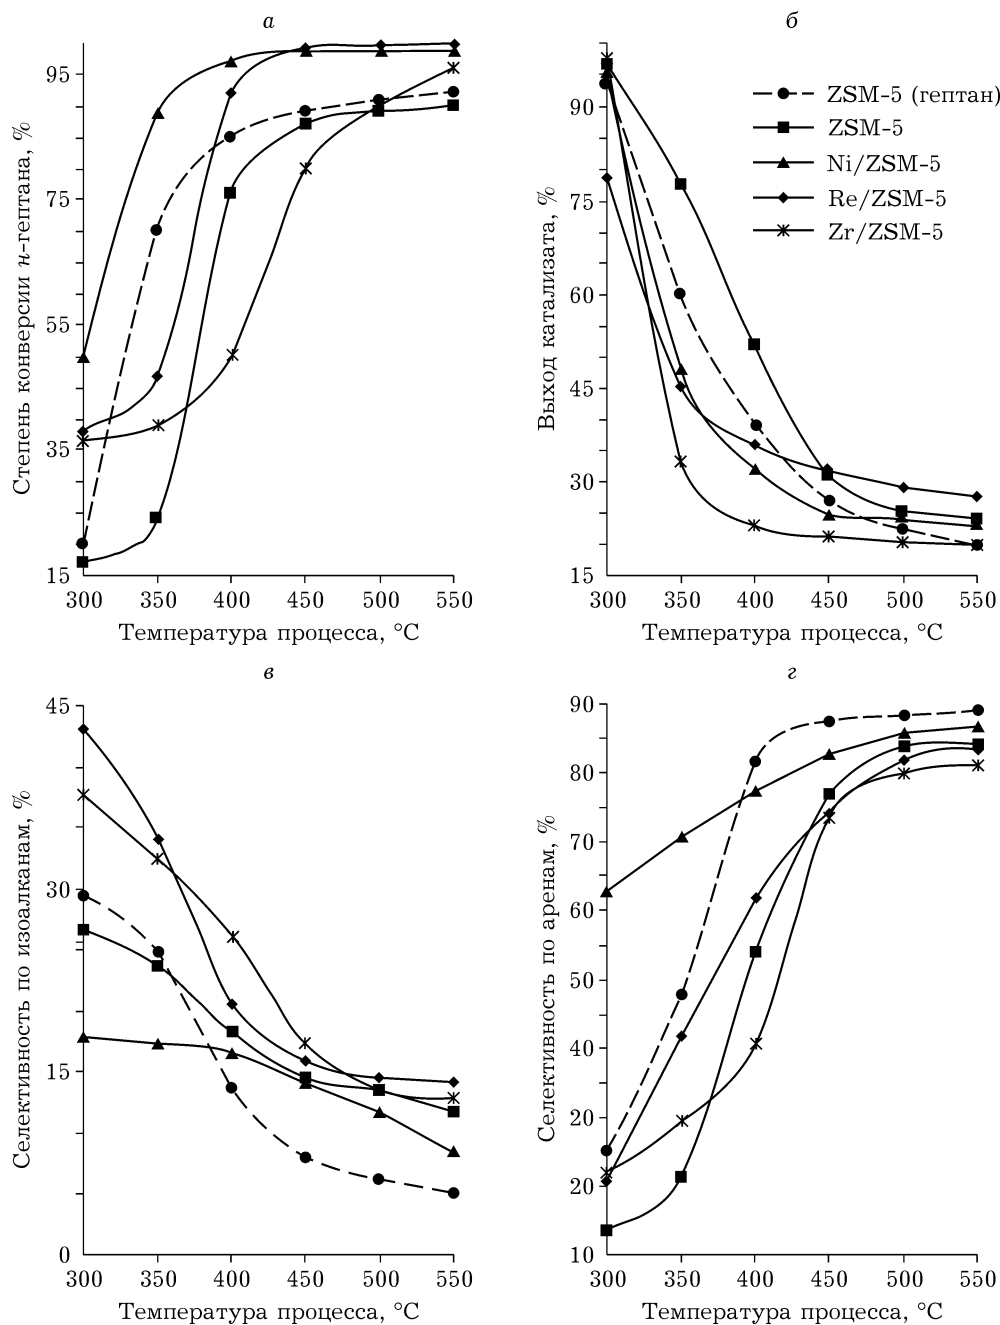 а
Степень конверсии н-гептана, %
95
75
55
35
15
300 350 400 450 500 550
Температура процесса, °C
б
Выход катализата, %
90
75
60
45
30
15
300 350 400 450 500 550
Температура процесса, °C
ZSM-5 (гептан)
ZSM-5
Ni/ZSM-5
Re/ZSM-5
Zr/ZSM-5
в
Селективность по изоалканам, %
45
30
15
0
300 350 400 450 500 550
Температура процесса, °C
г
Селективность по аренам, %
90
80
70
60
50
40
20
20
10
300 350 400 450 500 550
Температура процесса, °C